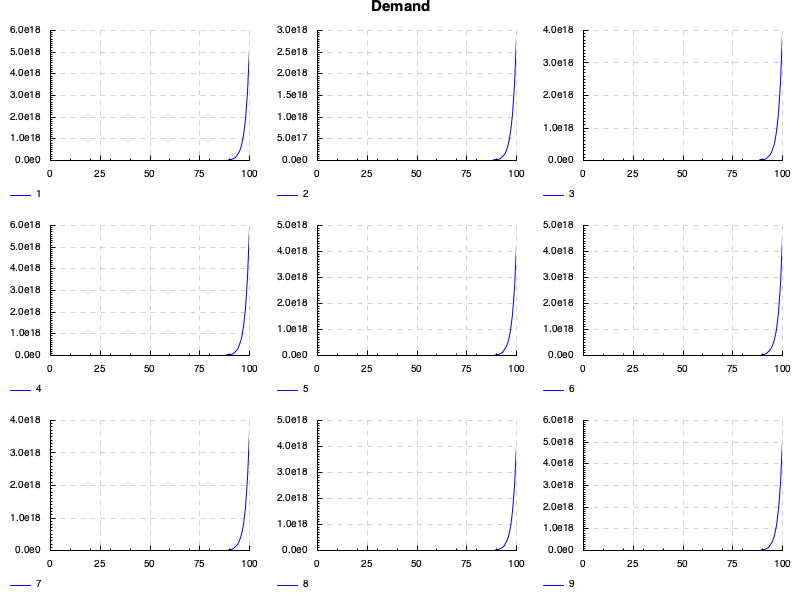 Demand
6.0e18 3.0e18 4.0e18
5.0e18 2.5e18
4.0e18 2.0e18 3.0e18
3.0e18 1.5e18 2.0e18
2.0e18 1.0e18
1.0e18 5.0e17 1.0e18
0.0e0 0.0e0 0.0e0
0 25 50 75 100 0 25 50 75 100 0 25 50 75 100
1 2 3
6.0e18 5.0e18 5.0e18
5.0e18 4.0e18 4.0e18
4.0e18 3.0e18 3.0e18
3.0e18 2.0e18 2.0e18
2.0e18 1.0e18 1.0e18
1.0e18
0.0e0 0.0e0 0.0e0
0 25 50 75 100 0 25 50 75 100 0 25 50 75 100
4 5 6
4.0e18 5.0e18 6.0e18
3.0e18 4.0e18 5.0e18
2.0e18 3.0e18 4.0e18
1.0e18 2.0e18 3.0e18
1.0e18 2.0e18
1.0e18
0.0e0 0.0e0 0.0e0
0 25 50 75 100 0 25 50 75 100 0 25 50 75 100
7 8 9